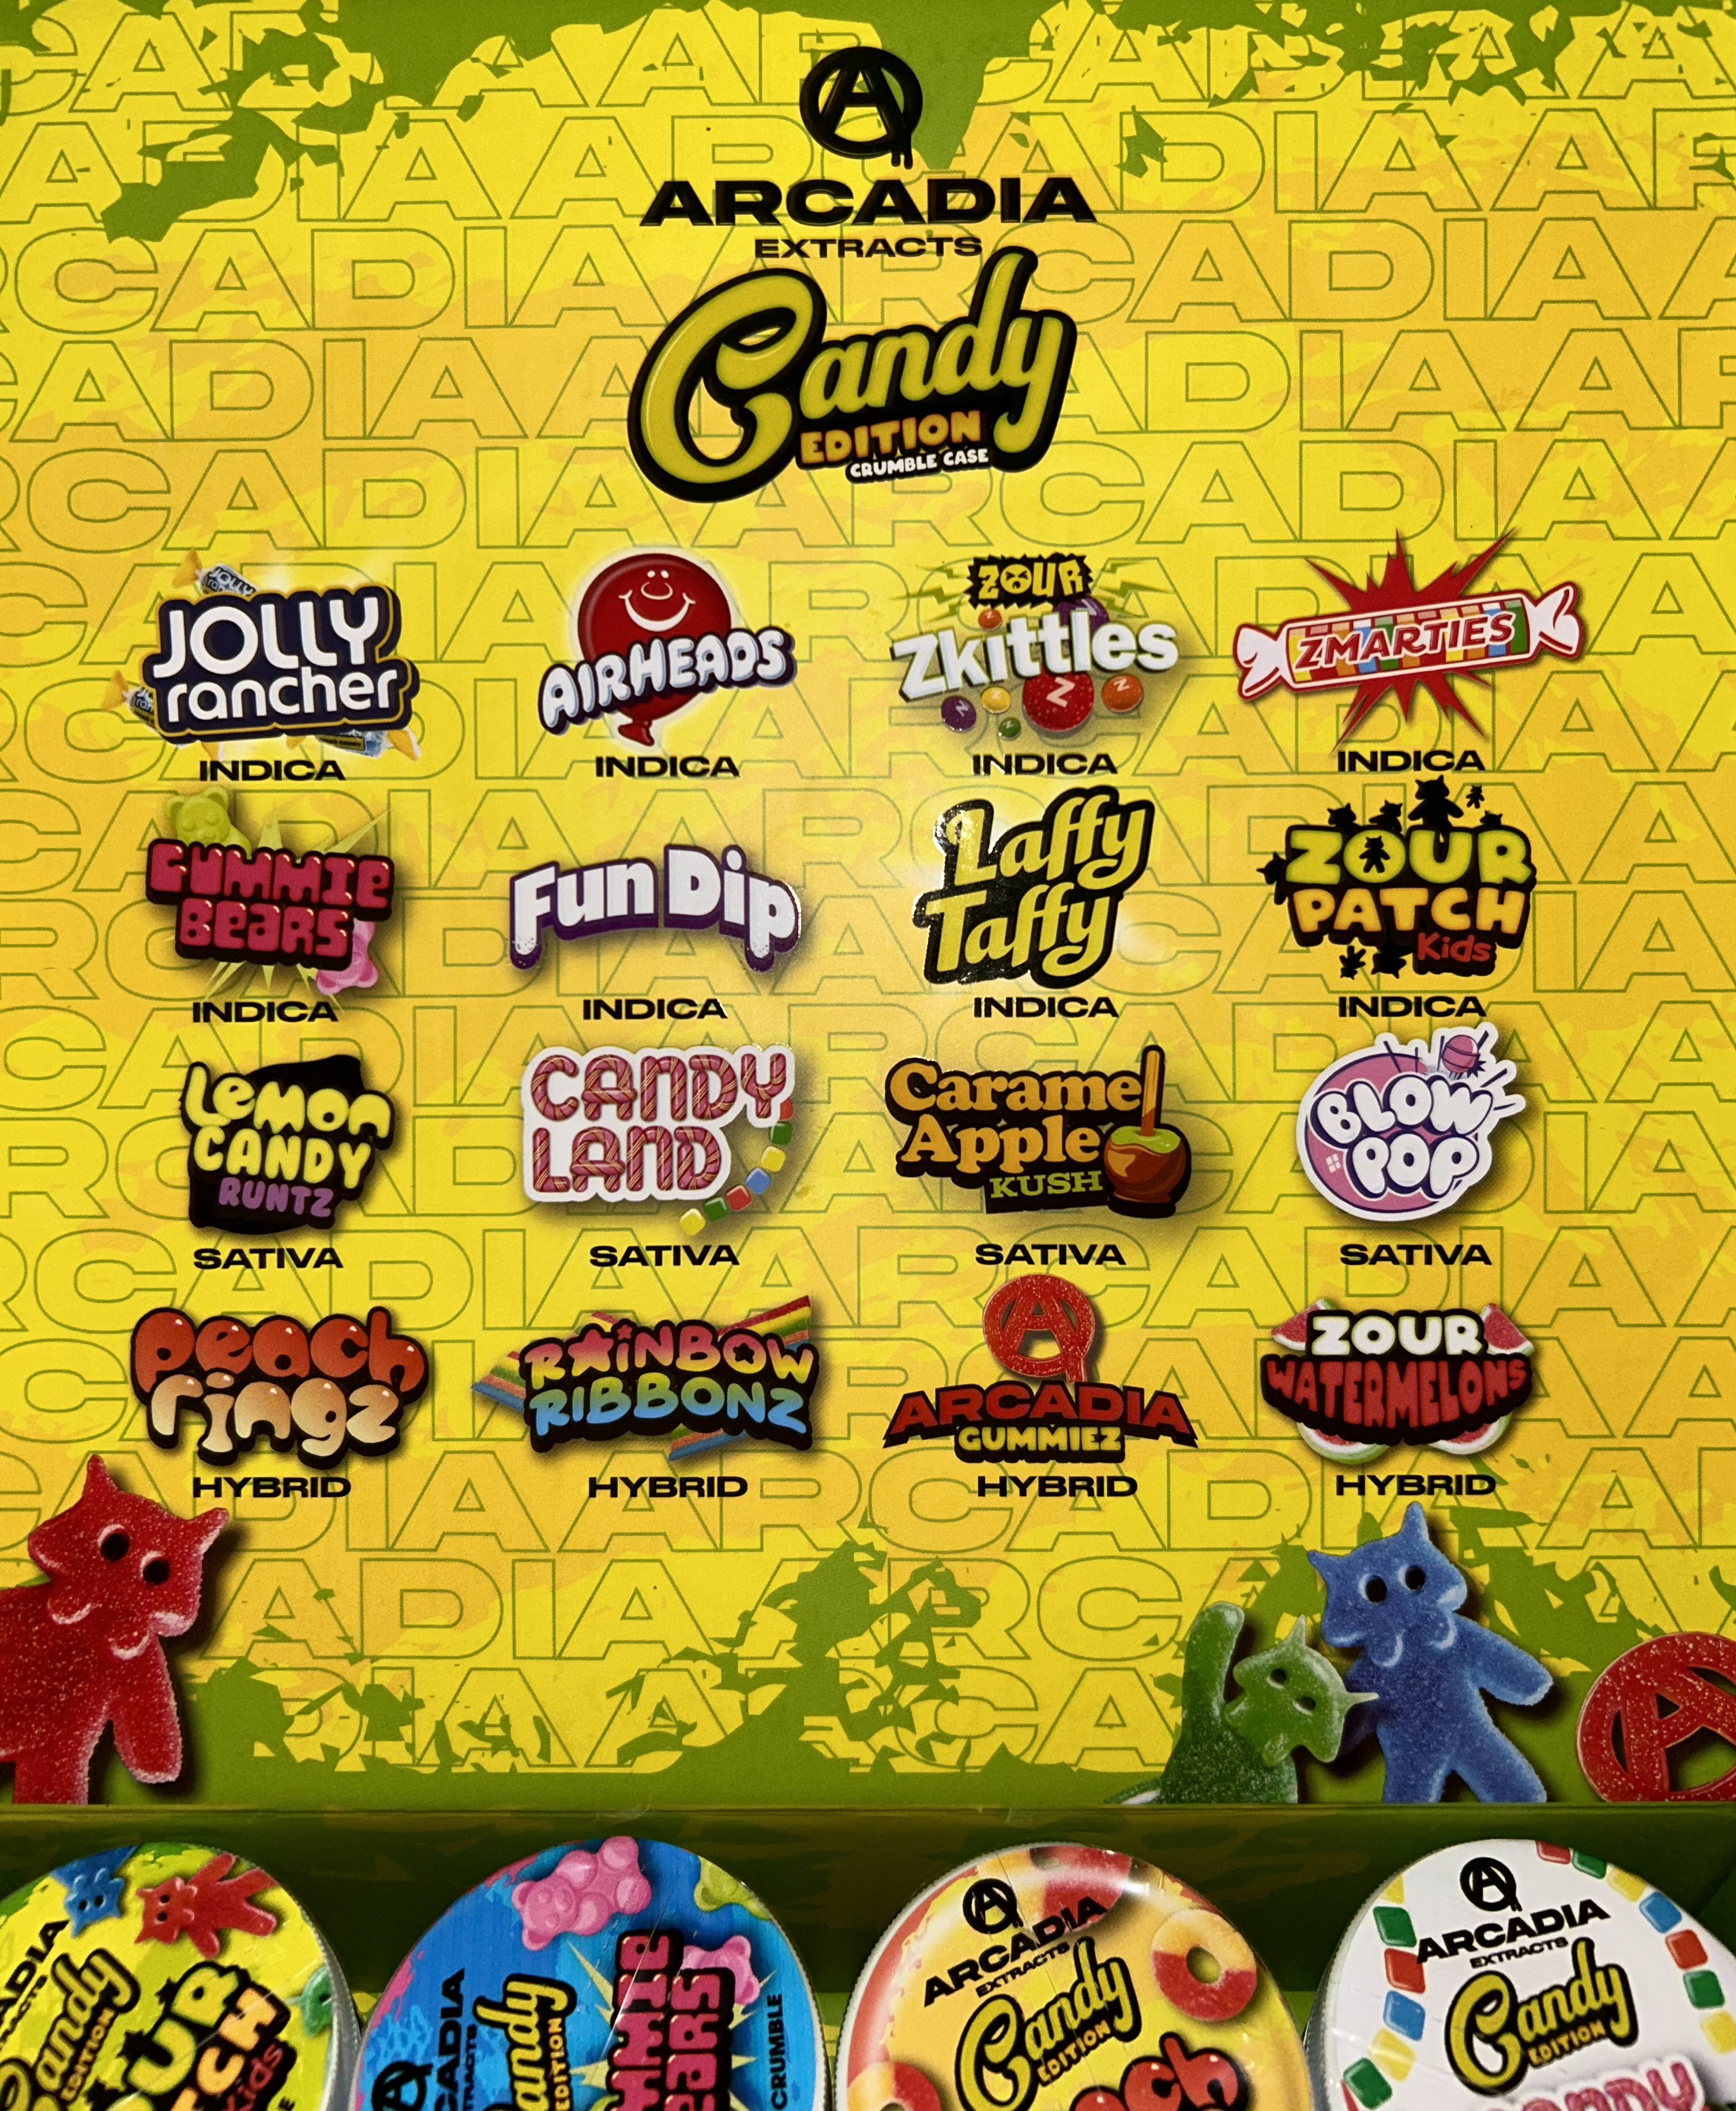 ARCADIA
EXTRACTS
Candy
EDITION
CRUMBLE CASE
JOLLY
rancher
INDICA
AIRHEADS
INDICA
ZOUR
Zkittles
INDICA
ZMARTIES
INDICA
GUMMIE
BEARS
INDICA
Fun Dip
INDICA
Laffy
Taffy
INDICA
ZOUR
PATCH
Kids
INDICA
LEMON
CANDY
RUNTZ
SATIVA
CANDY
LAND
SATIVA
Caramel
Apple
KUSH
SATIVA
BLOW
POP
SATIVA
Peach
ringz
HYBRID
RAINBOW
RIBBONZ
HYBRID
ARCADIA
GUMMIEZ
HYBRID
ZOUR
WATERMELONS
HYBRID
Candy
EDITION
Kids
ARCADIA
Candy
EDITION
CRUMBLE
ARCADIA
EXTRACTS
Candy
EDITION
ARCADIA
EXTRACTS
Candy
EDITION